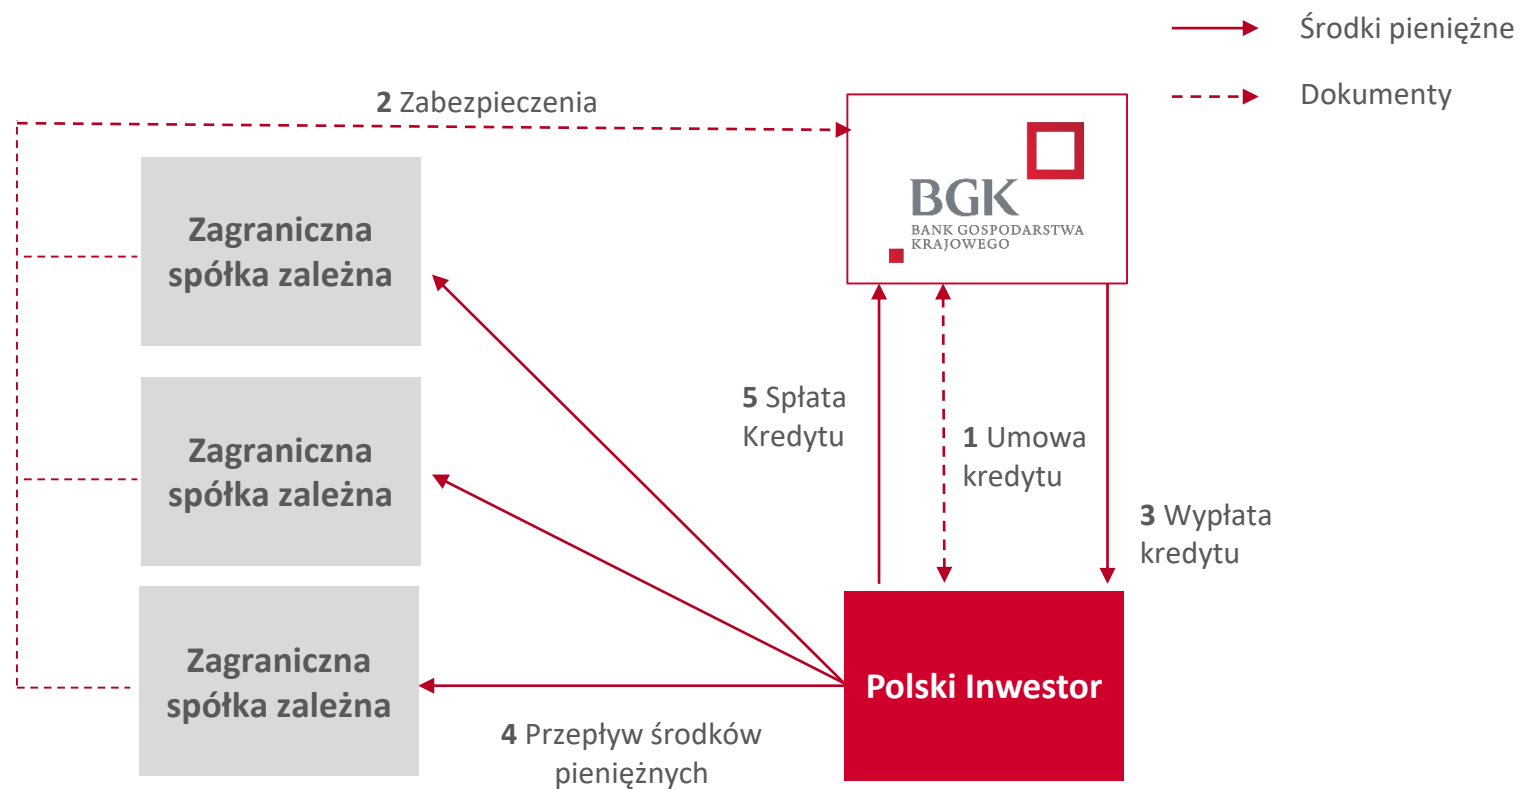 Środki pieniężne
Dokumenty
2 Zabezpieczenia
BGK
BANK GOSPODARSTWA
KRAJOWEGO
Zagraniczna
spółka zależna
Zagraniczna
spółka zależna
Zagraniczna
spółka zależna
5 Spłata
Kredytu
1 Umowa
kredytu
3 Wypłata
kredytu
Polski Inwestor
4 Przepływ środków
pieniężnych